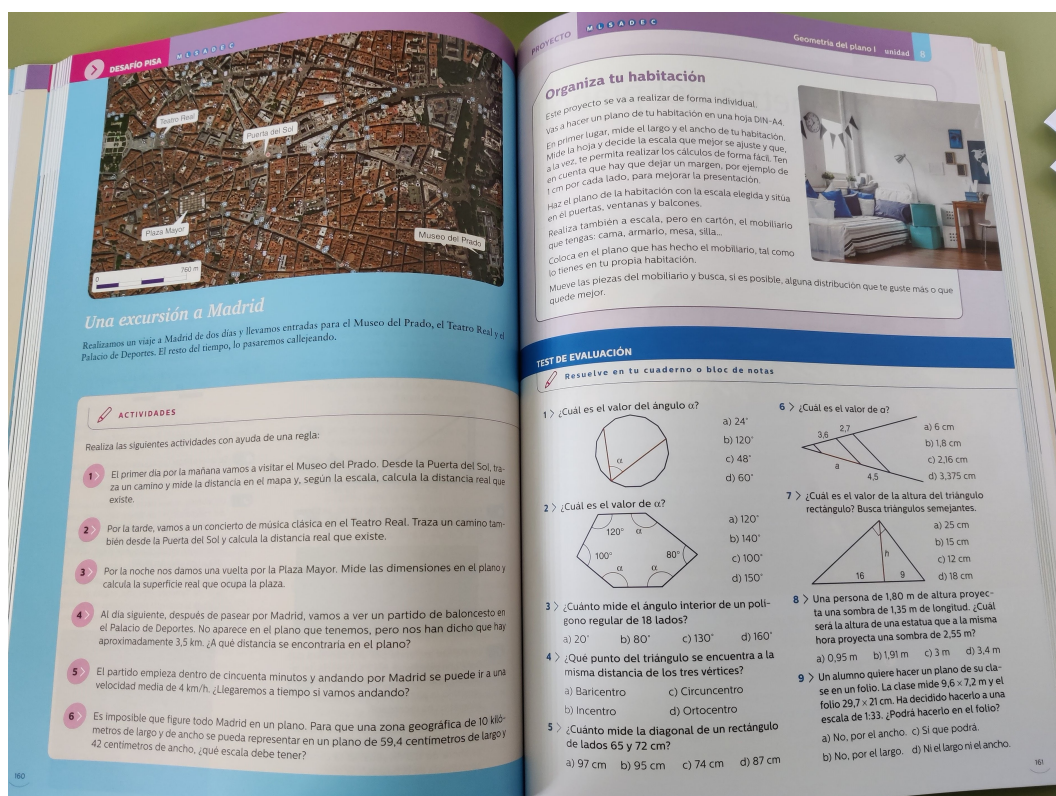 DESAFÍO PISA
M L S A D E C
Teatro Real
Puerta del Sol
Plaza Mayor
Museo del Prado
0
760 m
Una excursión a Madrid
Realizamos un viaje a Madrid de dos días y llevamos entradas para el Museo del Prado, el Teatro Real y el
Palacio de Deportes. El resto del tiempo, lo pasaremos callejeando.
ACTIVIDADES
Realiza las siguientes actividades con ayuda de una regla:
1 El primer día por la mañana vamos a visitar el Museo del Prado. Desde la Puerta del Sol, tra-
za un camino y mide la distancia en el mapa y, según la escala, calcula la distancia real que
existe.
2 Por la tarde, vamos a un concierto de música clásica en el Teatro Real. Traza un camino tam-
bién desde la Puerta del Sol y calcula la distancia real que existe.
3 Por la noche nos damos una vuelta por la Plaza Mayor. Mide las dimensiones en el plano y
calcula la superficie real que ocupa la plaza.
4 Al día siguiente, después de pasear por Madrid, vamos a ver un partido de baloncesto en
el Palacio de Deportes. No aparece en el plano que tenemos, pero nos han dicho que hay
aproximadamente 3,5 km. ¿A qué distancia se encontraría en el plano?
5 El partido empieza dentro de cincuenta minutos y andando por Madrid se puede ir a una
velocidad media de 4 km/h. ¿Llegaremos a tiempo si vamos andando?
6 Es imposible que figure todo Madrid en un plano. Para que una zona geográfica de 10 kiló-
metros de largo y de ancho se pueda representar en un plano de 59,4 centímetros de largo y
42 centímetros de ancho, ¿qué escala debe tener?
160
PROYECTO
M L S A D E C
Geometría del plano I unidad 8
Organiza tu habitación
Este proyecto se va a realizar de forma individual.
Vas a hacer un plano de tu habitación en una hoja DIN-A4.
En primer lugar, mide el largo y el ancho de tu habitación.
Mide la hoja y decide la escala que mejor se ajuste y que,
a la vez, te permita realizar los cálculos de forma fácil. Ten
en cuenta que hay que dejar un margen, por ejemplo de
1 cm por cada lado, para mejorar la presentación.
Haz el plano de la habitación con la escala elegida y sitúa
en él puertas, ventanas y balcones.
Realiza también a escala, pero en cartón, el mobiliario
que tengas: cama, armario, mesa, silla...
Coloca en el plano que has hecho el mobiliario, tal como
lo tienes en tu propia habitación.
Mueve las piezas del mobiliario y busca, si es posible, alguna distribución que te guste más o que
quede mejor.
TEST DE EVALUACIÓN
Resuelve en tu cuaderno o bloc de notas
1 > ¿Cuál es el valor del ángulo α?
α
a) 24°
b) 120°
c) 48°
d) 60°
2 > ¿Cuál es el valor de α?
120° α
100° 80°
α α
a) 120°
b) 140°
c) 100°
d) 150°
3 > ¿Cuánto mide el ángulo interior de un polí-
gono regular de 18 lados?
a) 20° b) 80° c) 130° d) 160°
4 > ¿Qué punto del triángulo se encuentra a la
misma distancia de los tres vértices?
a) Baricentro c) Circuncentro
b) Incentro d) Ortocentro
5 > ¿Cuánto mide la diagonal de un rectángulo
de lados 65 y 72 cm?
a) 97 cm b) 95 cm c) 74 cm d) 87 cm
6 > ¿Cuál es el valor de a?
3,6 2,7
a
4,5
a) 6 cm
b) 1,8 cm
c) 2,16 cm
d) 3,375 cm
7 > ¿Cuál es el valor de la altura del triángulo
rectángulo? Busca triángulos semejantes.
h
16 9
a) 25 cm
b) 15 cm
c) 12 cm
d) 18 cm
8 > Una persona de 1,80 m de altura proyec-
ta una sombra de 1,35 m de longitud. ¿Cuál
será la altura de una estatua que a la misma
hora proyecta una sombra de 2,55 m?
a) 0,95 m b) 1,91 m c) 3 m d) 3,4 m
9 > Un alumno quiere hacer un plano de su cla-
se en un folio. La clase mide 9,6 × 7,2 m y el
folio 29,7 × 21 cm. Ha decidido hacerlo a una
escala de 1:33. ¿Podrá hacerlo en el folio?
a) No, por el ancho. c) Sí que podrá.
b) No, por el largo. d) Ni el largo ni el ancho.
161